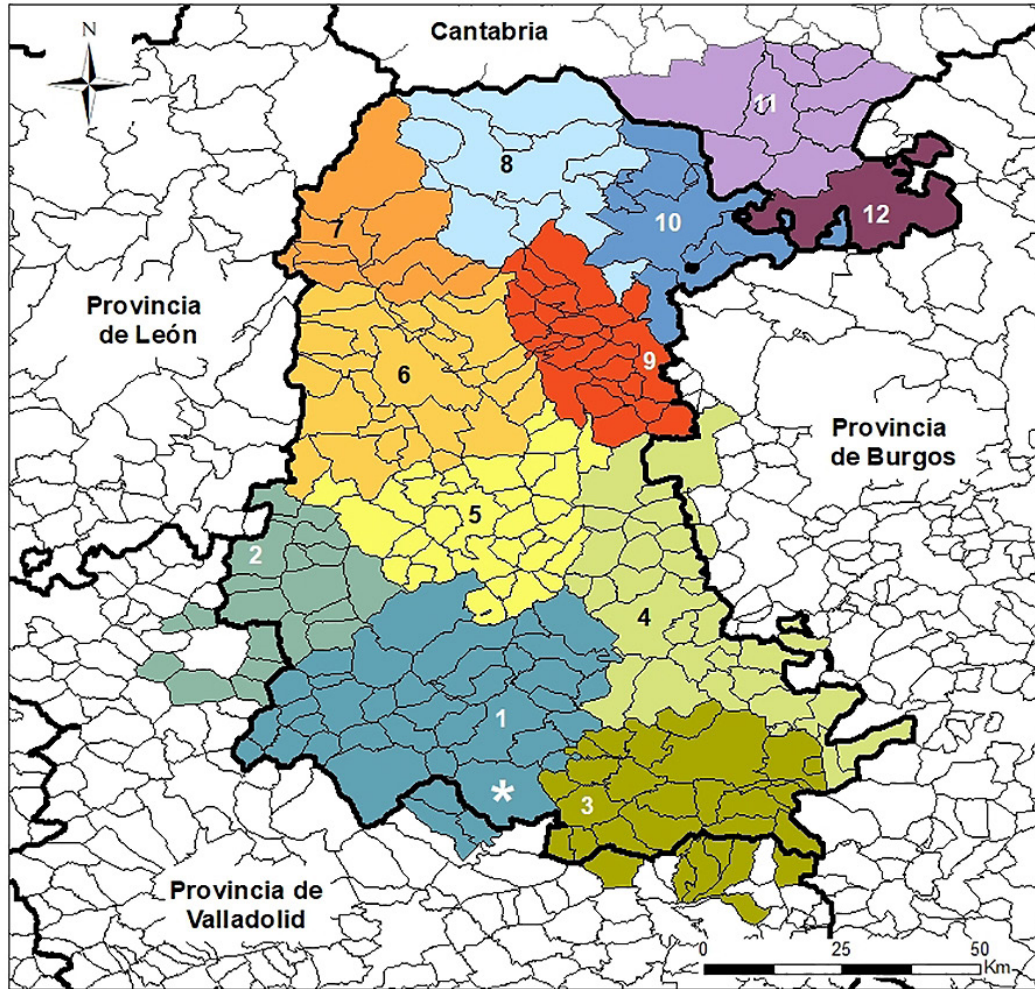 Cantabria
N
11
8
12
10
7
Provincia
de León
9
6
Provincia
de Burgos
5
2
4
1
*
3
Provincia de
Valladolid
0 25 50
Km